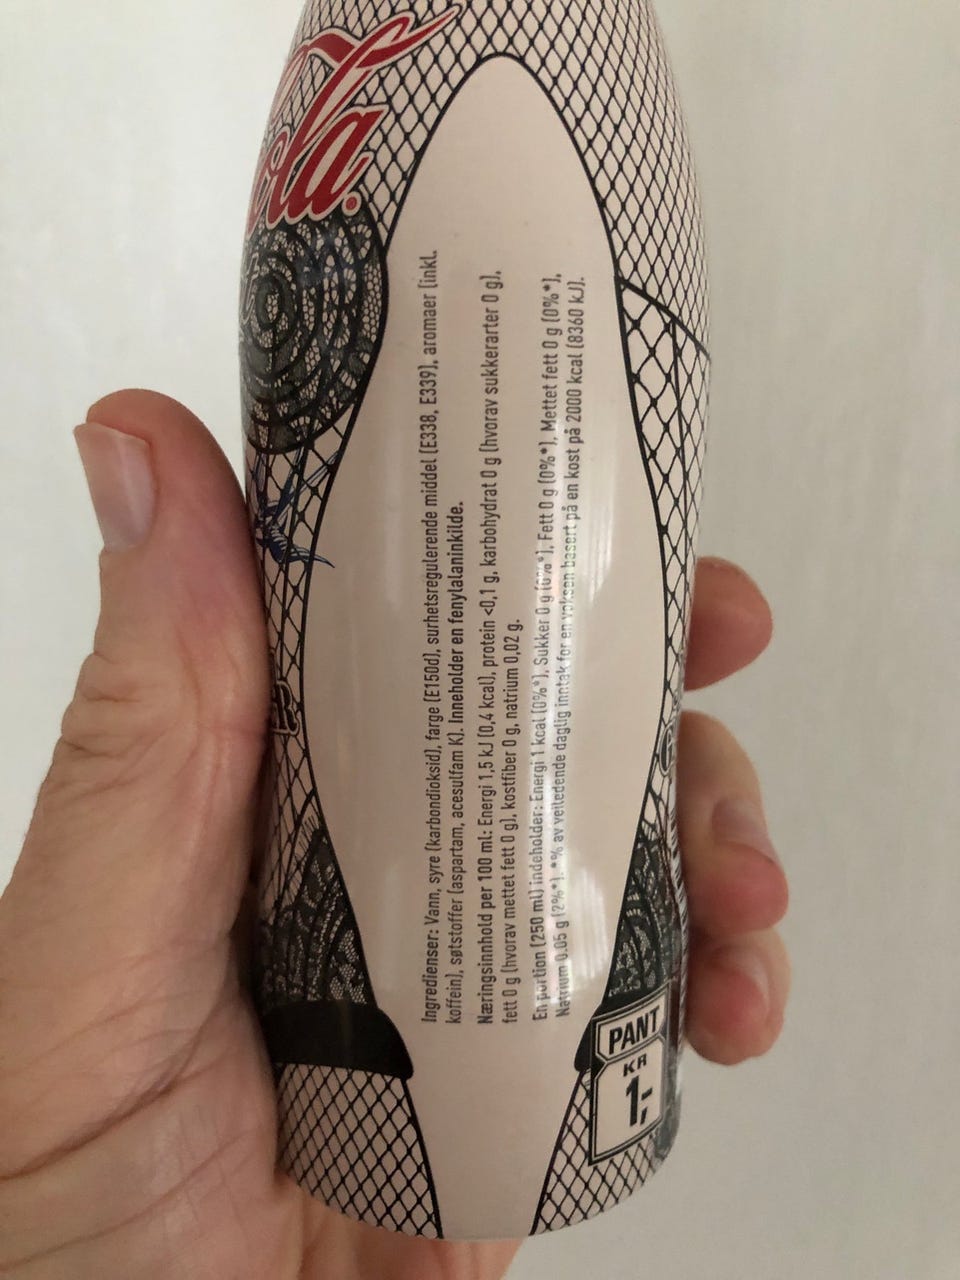 Cola
Ingredienser: Vann, syre (karbondioksid), farge (E150d), surhetsregulerende middel (E338, E339), aromaer (inkl.
koffein), søtstoffer (aspartam, acesulfam K). Inneholder en fenylalaninkilde.
Næringsinnhold per 100 ml: Energi 1,5 kJ (0,4 kcal), protein <0,1 g, karbohydrat 0 g (hvorav sukkerarter 0 g),
fett 0 g (hvorav mettet fett 0 g), kostfiber 0 g, natrium 0,02 g.
En portion (250 ml) indeholder: Energi 1 kcal (0%*), Sukker 0 g (0%*), Fett 0 g (0%*), Mettet fett 0 g (0%*),
Natrium 0.05 g (2%*). *% av veiledende daglig inntak for en voksen basert på en kost på 2000 kcal (8360 kJ).
PANT
KR
1,-